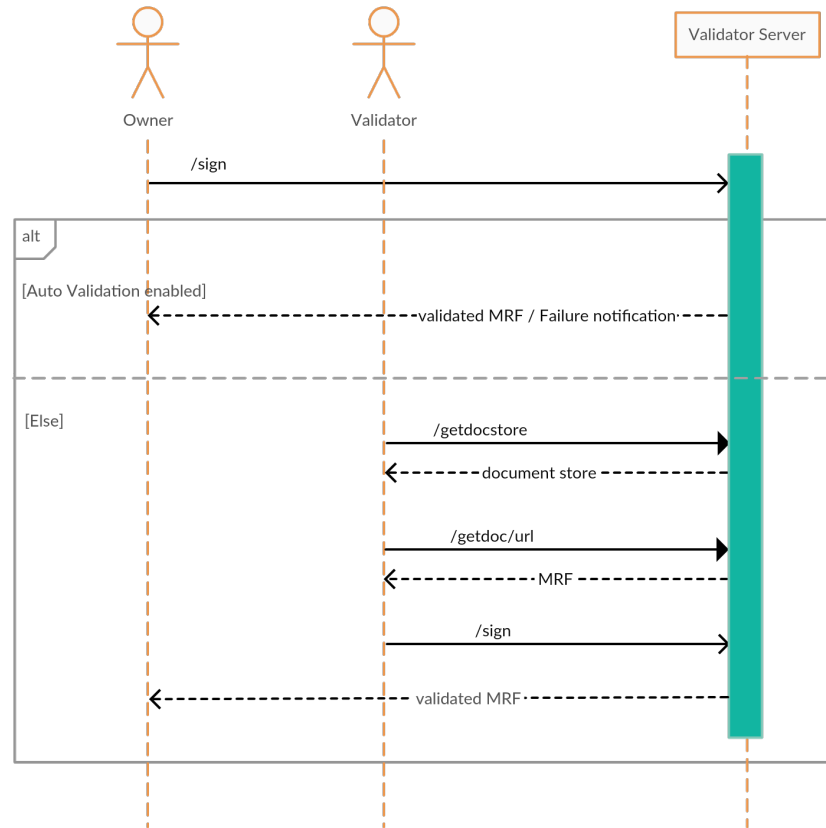 Validator Server
Owner
Validator
/sign
alt
[Auto Validation enabled]
validated MRF / Failure notification
[Else]
/getdocstore
document store
/getdoc/url
MRF
/sign
validated MRF